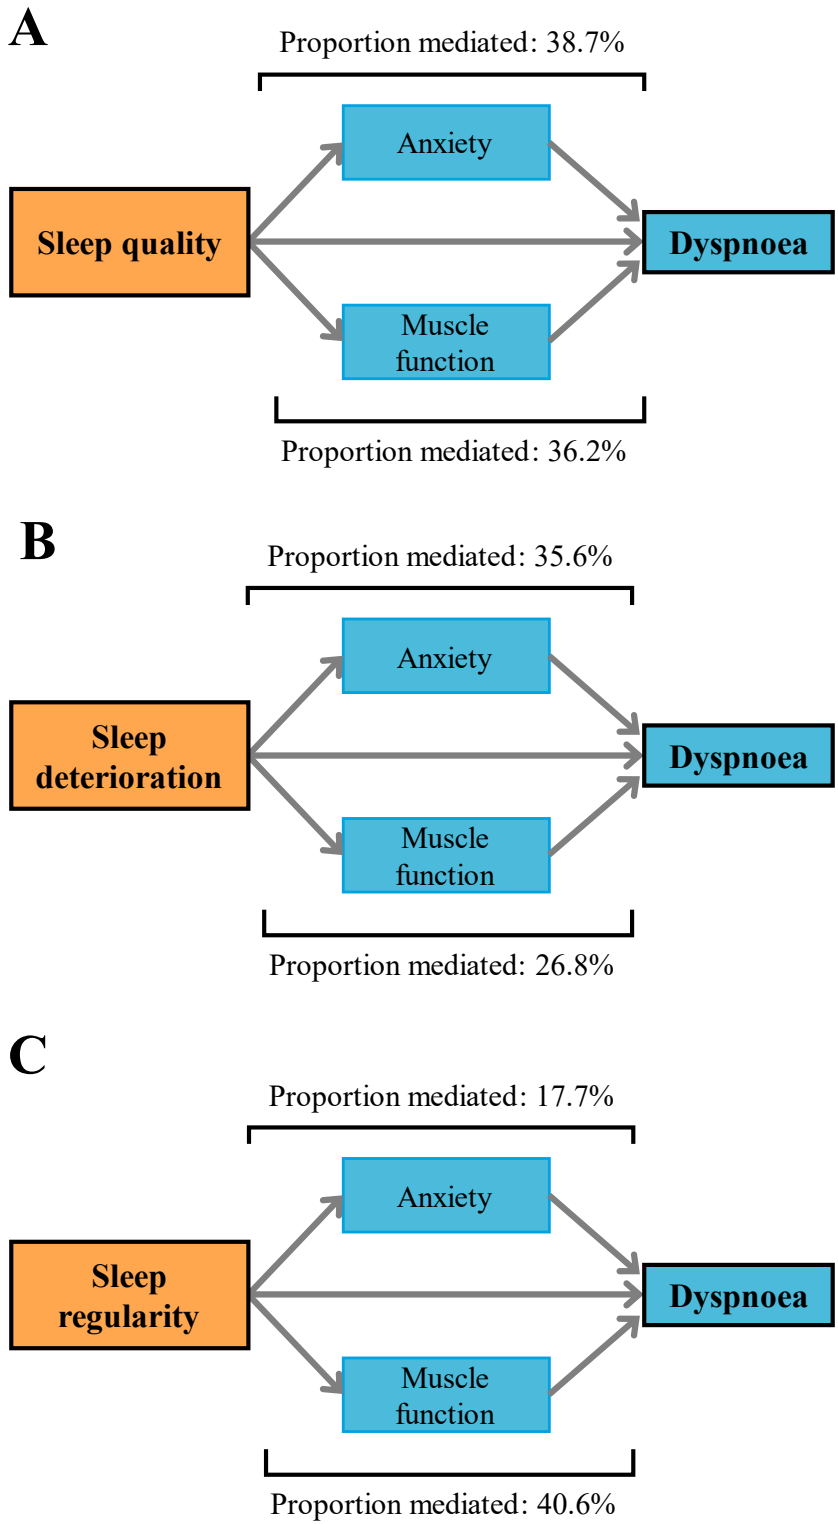 A
Proportion mediated: 38.7%
Anxiety
Sleep quality
Dyspnoea
Muscle
function
Proportion mediated: 36.2%
B
Proportion mediated: 35.6%
Anxiety
Sleep
deterioration
Dyspnoea
Muscle
function
Proportion mediated: 26.8%
C
Proportion mediated: 17.7%
Anxiety
Sleep
regularity
Dyspnoea
Muscle
function
Proportion mediated: 40.6%